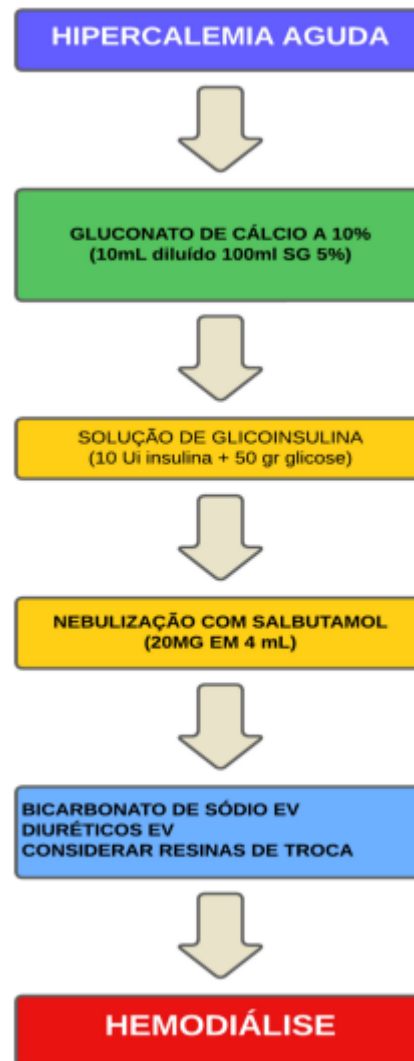 HIPERCALEMIA AGUDA
GLUCONATO DE CÁLCIO A 10%
(10mL diluído 100ml SG 5%)
SOLUÇÃO DE GLICOINSULINA
(10 Ui insulina + 50 gr glicose)
NEBULIZAÇÃO COM SALBUTAMOL
(20MG EM 4 mL)
BICARBONATO DE SÓDIO EV
DIURÉTICOS EV
CONSIDERAR RESINAS DE TROCA
HEMODIÁLISE